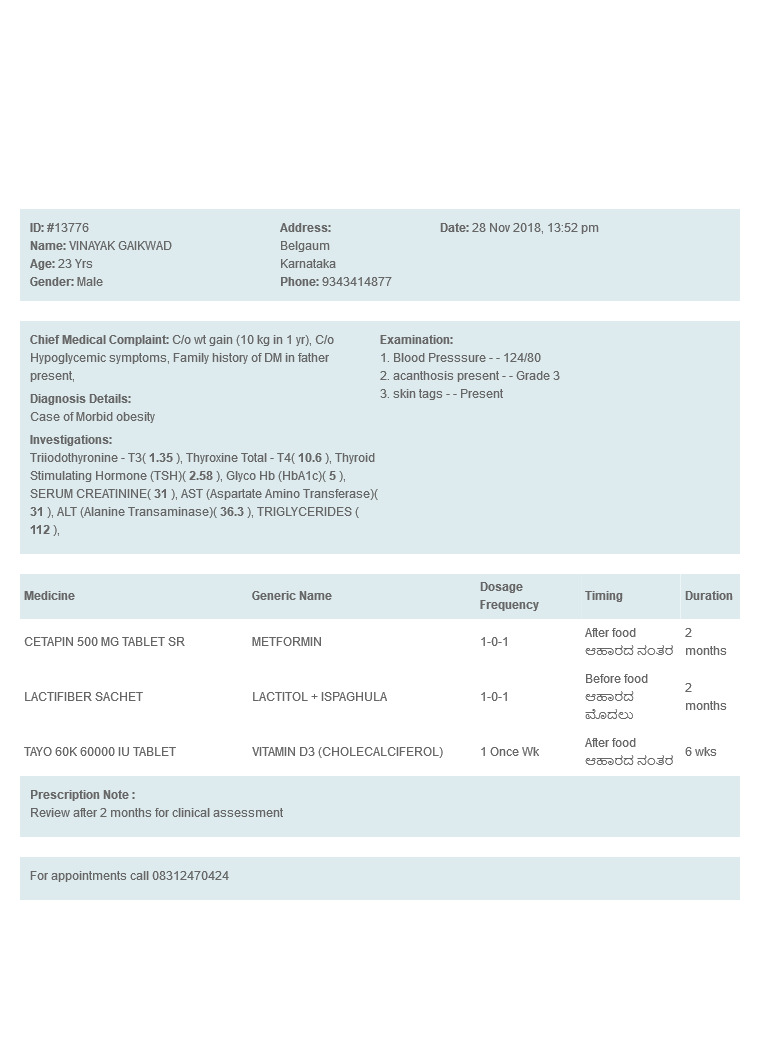 ID: #13776
Name: VINAYAK GAIKWAD
Age: 23 Yrs
Gender: Male
Address:
Belgaum
Karnataka
Phone: 9343414877
Date: 28 Nov 2018, 13:52 pm
Chief Medical Complaint: C/o wt gain (10 kg in 1 yr), C/o
Hypoglycemic symptoms, Family history of DM in father
present,
Diagnosis Details:
Case of Morbid obesity
Investigations:
Triiodothyronine - T3( 1.35 ), Thyroxine Total - T4( 10.6 ), Thyroid
Stimulating Hormone (TSH)( 2.58 ), Glyco Hb (HbA1c)( 5 ),
SERUM CREATININE( 31 ), AST (Aspartate Amino Transferase)(
31 ), ALT (Alanine Transaminase)( 36.3 ), TRIGLYCERIDES (
112 ),
Examination:
1. Blood Presssure - - 124/80
2. acanthosis present - - Grade 3
3. skin tags - - Present
Medicine Generic Name Dosage Frequency Timing Duration
CETAPIN 500 MG TABLET SR METFORMIN 1-0-1 After food ಆಹಾರದ ನಂತರ 2 months
LACTIFIBER SACHET LACTITOL + ISPAGHULA 1-0-1 Before food ಆಹಾರದ ಮೊದಲು 2 months
TAYO 60K 60000 IU TABLET VITAMIN D3 (CHOLECALCIFEROL) 1 Once Wk After food ಆಹಾರದ ನಂತರ 6 wks
Prescription Note :
Review after 2 months for clinical assessment
For appointments call 08312470424